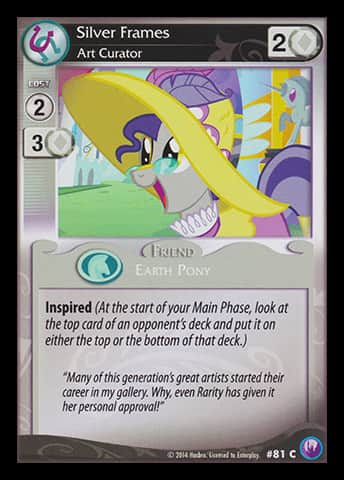 Silver Frames
Art Curator
2
COST
2
3
FRIEND
EARTH PONY
Inspired (At the start of your Main Phase, look at
the top card of an opponent's deck and put it on
either the top or the bottom of that deck.)
"Many of this generation's great artists started their
career in my gallery. Why, even Rarity has given it
her personal approval!"
© 2014 Hasbro. Licensed to Enterplay.
#81 C